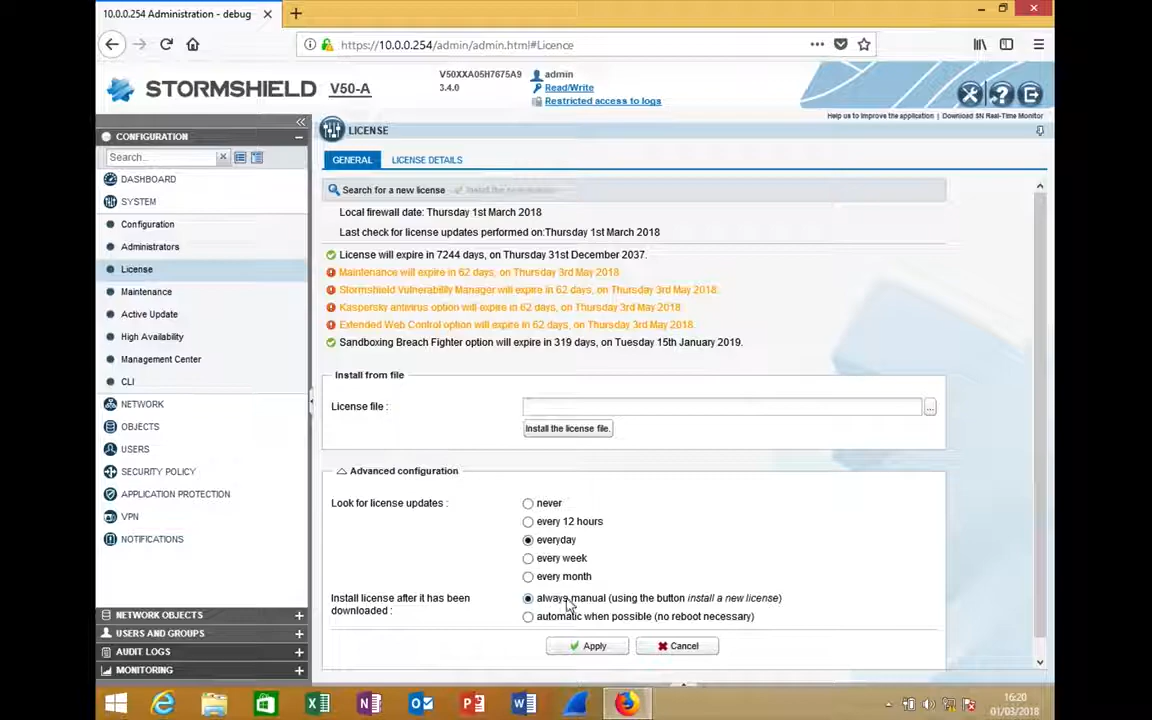 10.0.0.254 Administration - debug
https://10.0.0.254/admin/admin.html#Licence
STORMSHIELD V50-A
V50XXA05H7675A9
3.4.0
admin
Read/Write
Restricted access to logs
Help us to improve the application | Download SN Real-Time Monitor
CONFIGURATION
Search...
DASHBOARD
SYSTEM
Configuration
Administrators
License
Maintenance
Active Update
High Availability
Management Center
CLI
NETWORK
OBJECTS
USERS
SECURITY POLICY
APPLICATION PROTECTION
VPN
NOTIFICATIONS
NETWORK OBJECTS
USERS AND GROUPS
AUDIT LOGS
MONITORING
LICENSE
GENERAL LICENSE DETAILS
Search for a new license
Local firewall date: Thursday 1st March 2018
Last check for license updates performed on:Thursday 1st March 2018
License will expire in 7244 days, on Thursday 31st December 2037.
Maintenance will expire in 62 days, on Thursday 3rd May 2018
Stormshield Vulnerability Manager will expire in 62 days, on Thursday 3rd May 2018.
Kaspersky antivirus option will expire in 62 days, on Thursday 3rd May 2018
Extended Web Control option will expire in 62 days, on Thursday 3rd May 2018.
Sandboxing Breach Fighter option will expire in 319 days, on Tuesday 15th January 2019.
Install from file
License file :
...
Install the license file.
Advanced configuration
Look for license updates :
never
every 12 hours
everyday
every week
every month
Install license after it has been
downloaded :
always manual (using the button install a new license)
automatic when possible (no reboot necessary)
Apply
Cancel
16:20
01/03/2018